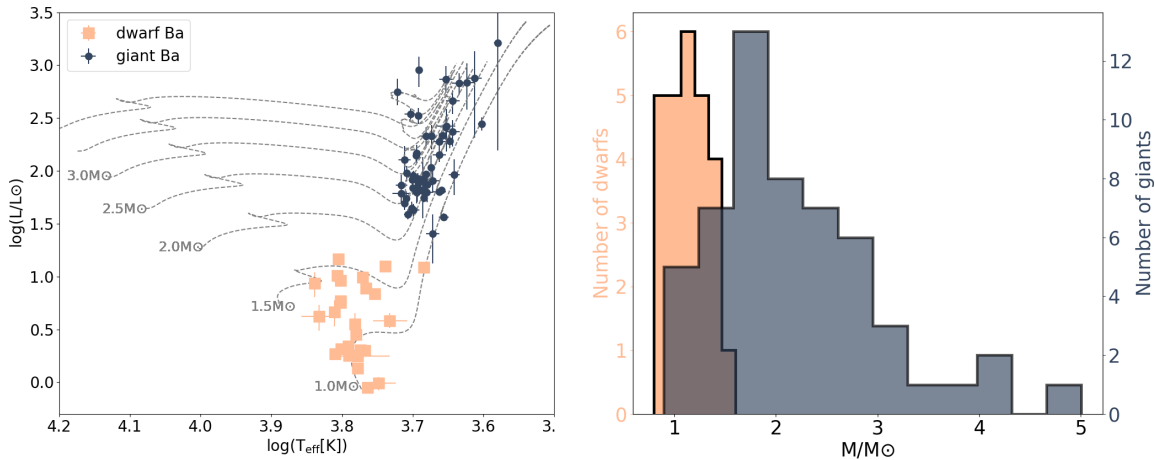 3.5
3.0
2.5
2.0
1.5
1.0
0.5
0.0
log(L/L⊙)
dwarf Ba
giant Ba
3.0M⊙
2.5M⊙
2.0M⊙
1.5M⊙
1.0M⊙
4.2 4.1 4.0 3.9 3.8 3.7 3.6 3.
log(Teff[K])
6
5
4
3
2
1
0
Number of dwarfs
12
10
8
6
4
2
0
Number of giants
1 2 3 4 5
M/M⊙